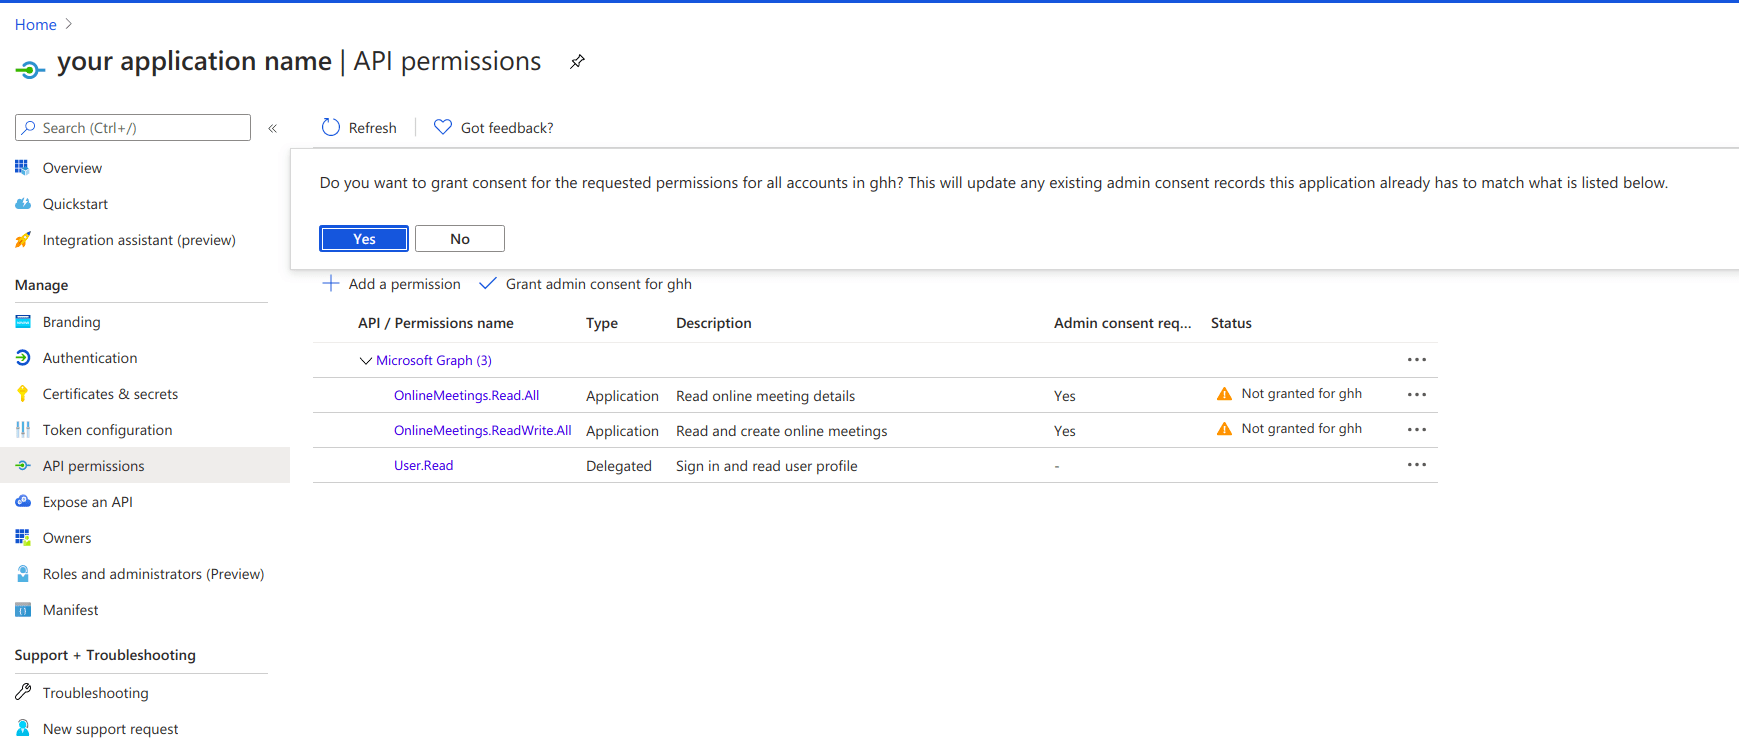 Home
your application name | API permissions
Search (Ctrl+/)
Refresh
Got feedback?
Do you want to grant consent for the requested permissions for all accounts in ghh? This will update any existing admin consent records this application already has to match what is listed below.
Yes No
Overview
Quickstart
Integration assistant (preview)
Manage
Branding
Authentication
Certificates & secrets
Token configuration
API permissions
Expose an API
Owners
Roles and administrators (Preview)
Manifest
Support + Troubleshooting
Troubleshooting
New support request
Add a permission Grant admin consent for ghh
API / Permissions name Type Description Admin consent req... Status
Microsoft Graph (3)
OnlineMeetings.Read.All Application Read online meeting details Yes Not granted for ghh
OnlineMeetings.ReadWrite.All Application Read and create online meetings Yes Not granted for ghh
User.Read Delegated Sign in and read user profile -